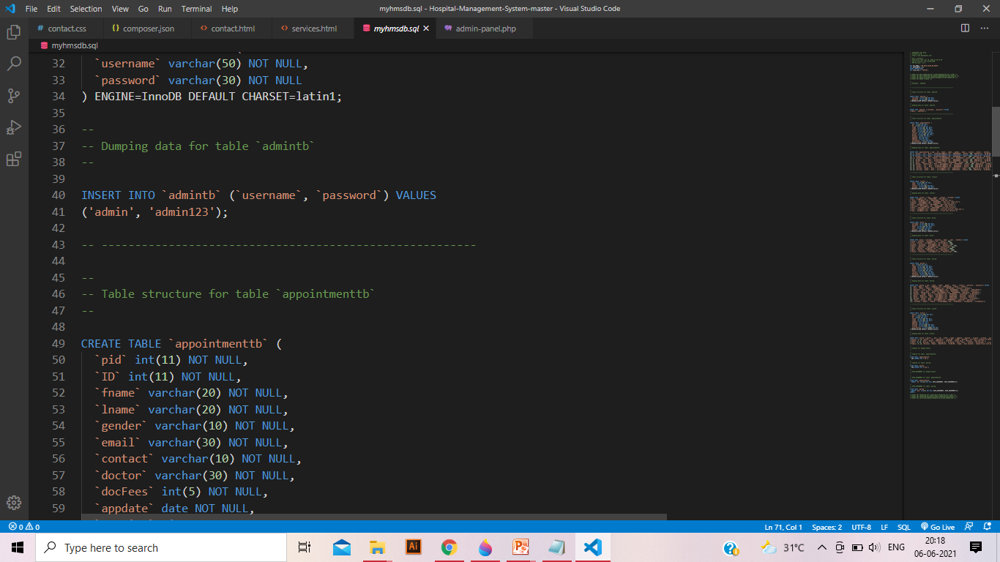 File Edit Selection View Go Run Terminal Help myhmsdb.sql - Hospital-Management-System-master - Visual Studio Code
# contact.css {} composer.json <> contact.html <> services.html myhmsdb.sql × admin-panel.php ...
myhmsdb.sql
32 `username` varchar(50) NOT NULL,
33 `password` varchar(30) NOT NULL
34 ) ENGINE=InnoDB DEFAULT CHARSET=latin1;
35
36 --
37 -- Dumping data for table `admintb`
38 --
39
40 INSERT INTO `admintb` (`username`, `password`) VALUES
41 ('admin', 'admin123');
42
43 -- --------------------------------------------------------
44
45 --
46 -- Table structure for table `appointmenttb`
47 --
48
49 CREATE TABLE `appointmenttb` (
50 `pid` int(11) NOT NULL,
51 `ID` int(11) NOT NULL,
52 `fname` varchar(20) NOT NULL,
53 `lname` varchar(20) NOT NULL,
54 `gender` varchar(10) NOT NULL,
55 `email` varchar(30) NOT NULL,
56 `contact` varchar(10) NOT NULL,
57 `doctor` varchar(30) NOT NULL,
58 `docFees` int(5) NOT NULL,
59 `appdate` date NOT NULL,
0 0 Ln 71, Col 1 Spaces: 2 UTF-8 LF SQL Go Live
Type here to search Ai 31°C ENG 20:18
06-06-2021